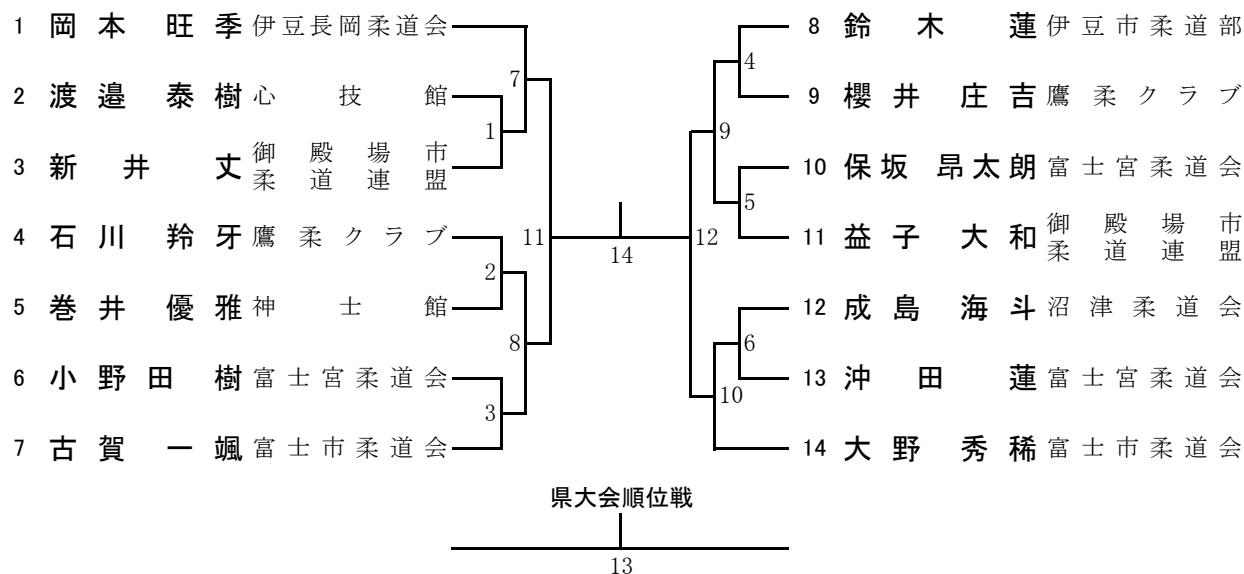 1 岡本 旺季 伊豆長岡柔道会
2 渡邉 泰樹 心技館
3 新井 丈 御殿場市柔道連盟
4 石川 羚牙 鷹柔クラブ
5 巻井 優雅 神士館
6 小野田 樹 富士宮柔道会
7 古賀 一颯 富士市柔道会
7
1
2
11
8
3
14
8 鈴木 蓮 伊豆市柔道部
9 櫻井 庄吉 鷹柔クラブ
10 保坂 昂太朗 富士宮柔道会
11 益子 大和 御殿場市柔道連盟
12 成島 海斗 沼津柔道会
13 沖田 蓮 富士宮柔道会
14 大野 秀稀 富士市柔道会
4
9
5
12
6
10
県大会順位戦
13